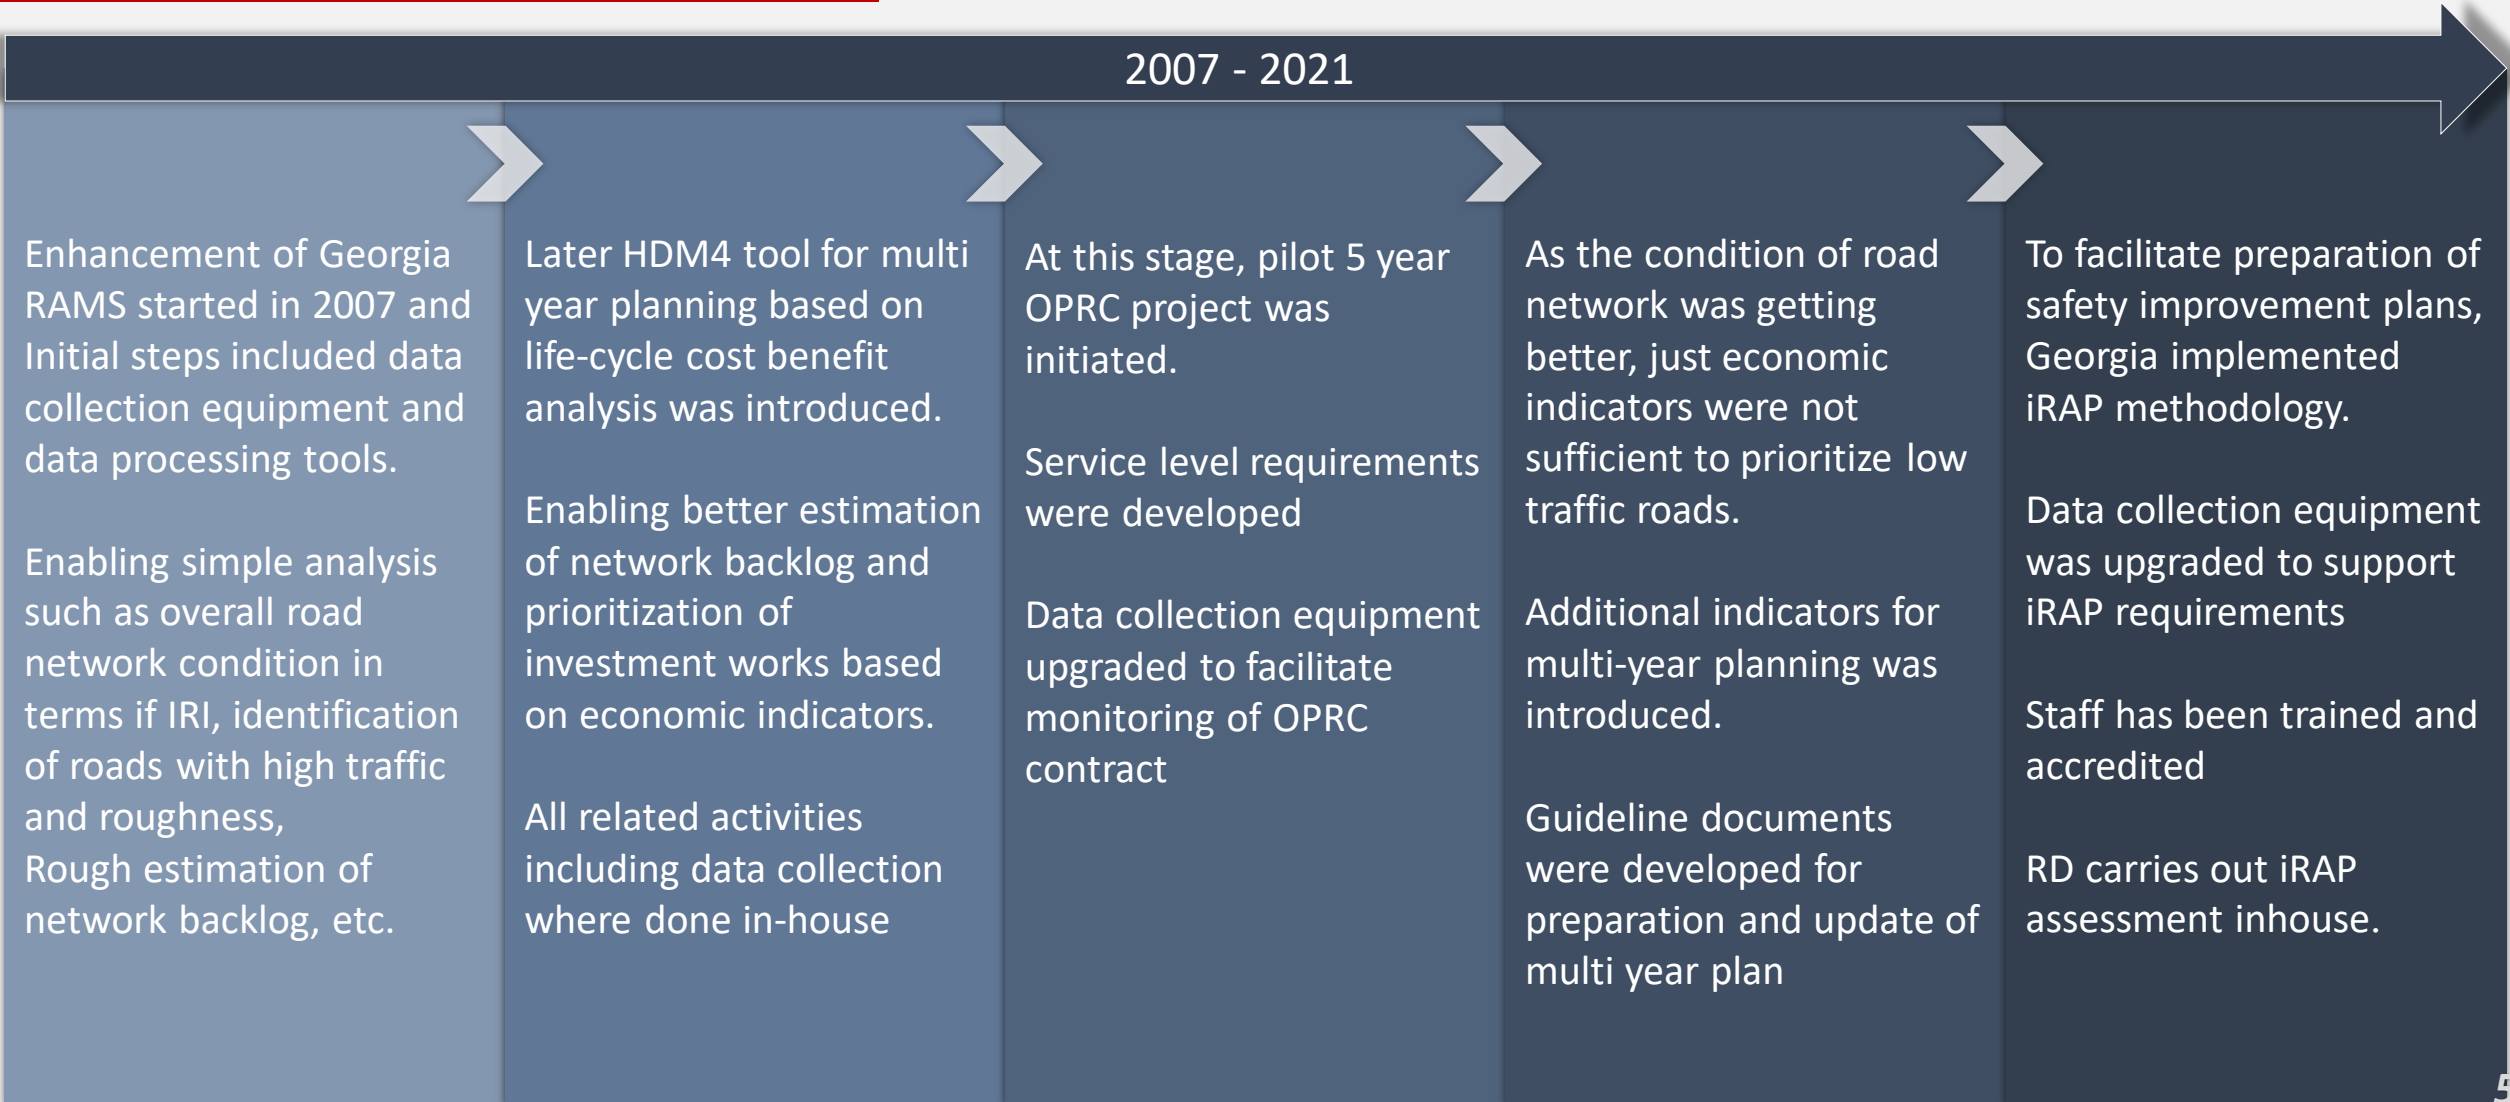 2007 - 2021
Enhancement of Georgia
RAMS started in 2007 and
Initial steps included data
collection equipment and
data processing tools.
Enabling simple analysis
such as overall road
network condition in
terms if IRI, identification
of roads with high traffic
and roughness,
Rough estimation of
network backlog, etc.
Later HDM4 tool for multi
year planning based on
life-cycle cost benefit
analysis was introduced.
Enabling better estimation
of network backlog and
prioritization of
investment works based
on economic indicators.
All related activities
including data collection
where done in-house
At this stage, pilot 5 year
OPRC project was
initiated.
Service level requirements
were developed
Data collection equipment
upgraded to facilitate
monitoring of OPRC
contract
As the condition of road
network was getting
better, just economic
indicators were not
sufficient to prioritize low
traffic roads.
Additional indicators for
multi-year planning was
introduced.
Guideline documents
were developed for
preparation and update of
multi year plan
To facilitate preparation of
safety improvement plans,
Georgia implemented
iRAP methodology.
Data collection equipment
was upgraded to support
iRAP requirements
Staff has been trained and
accredited
RD carries out iRAP
assessment inhouse.
5